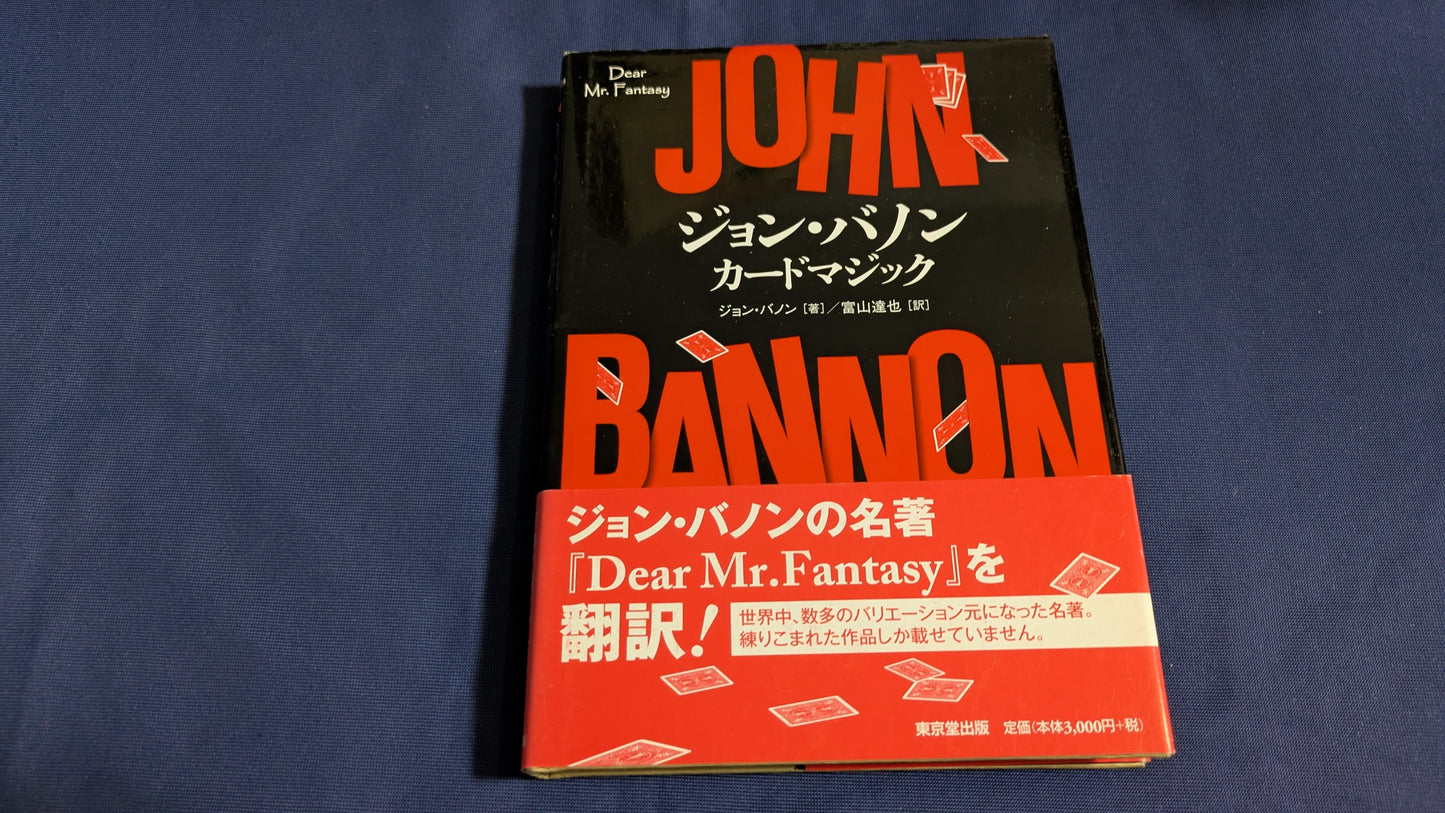 Dear
Mr. Fantasy
JOHN
ジョン・バノン
カードマジック
ジョン・バノン［著］／富山達也［訳］
BANNON
ジョン・バノンの名著
『Dear Mr.Fantasy』を
翻訳！
世界中、数多のバリエーション元になった名著。
練りこまれた作品しか載せていません。
東京堂出版 定価（本体3,000円+税）